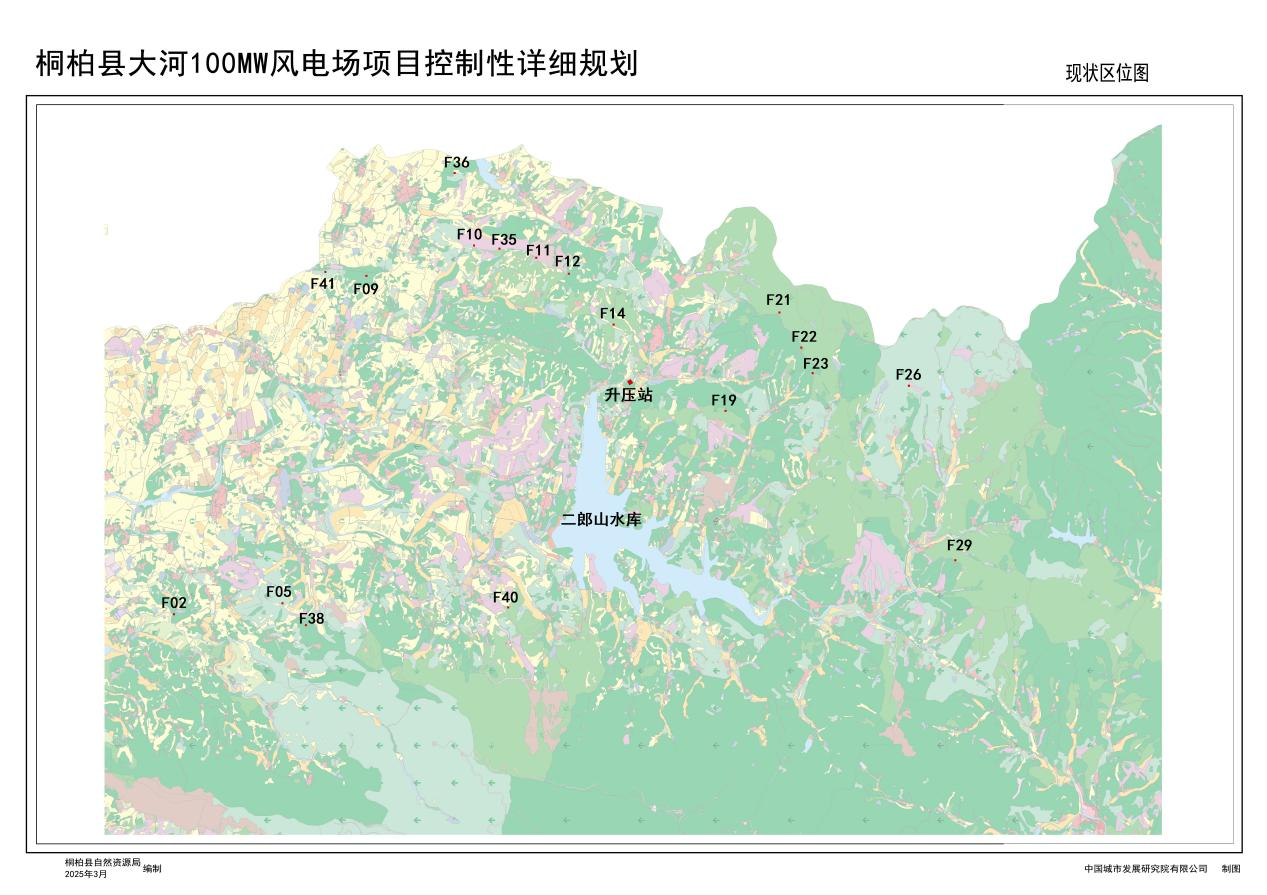 桐柏县大河100MW风电场项目控制性详细规划
现状区位图
F36
F10
F35
F11
F12
F41
F09
F14
F21
F22
F23
F26
升压站
F19
二郎山水库
F29
F02
F05
F38
F40
桐柏县自然资源局
2025年3月
编制
中国城市发展研究院有限公司 制图